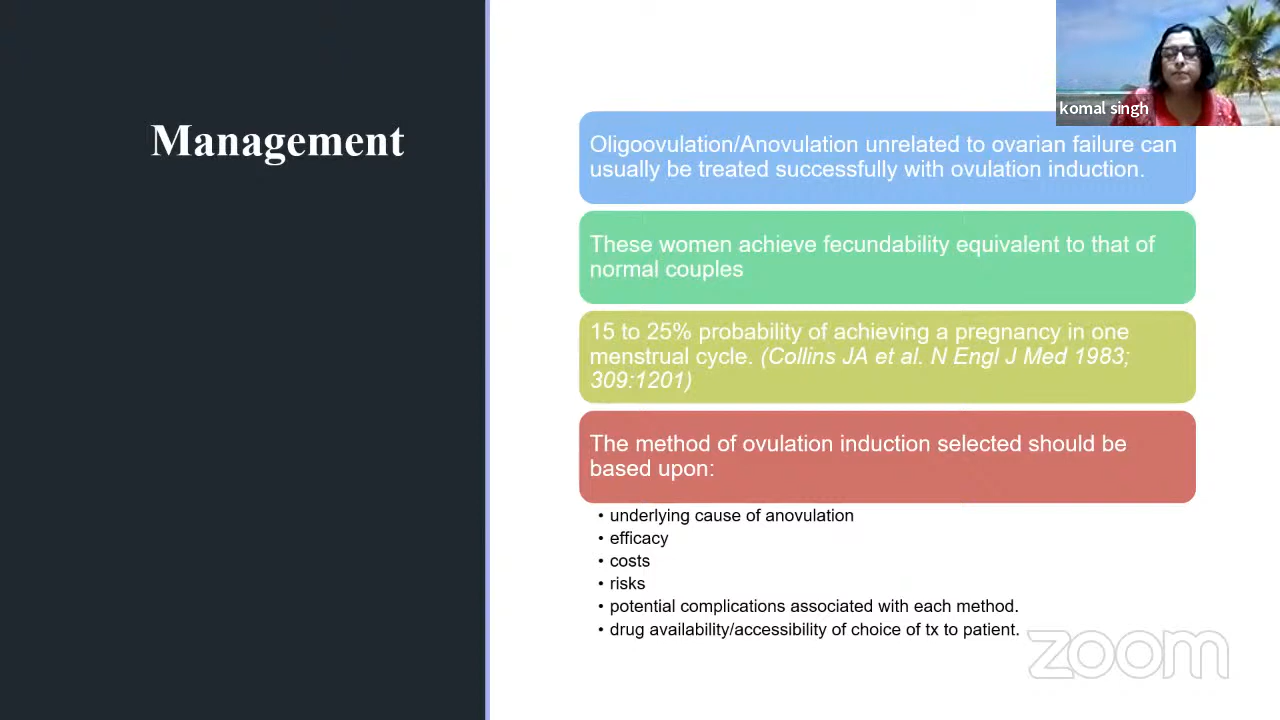 komal singh
Management
Oligoovulation/Anovulation unrelated to ovarian failure can
usually be treated successfully with ovulation induction.
These women achieve fecundability equivalent to that of
normal couples
15 to 25% probability of achieving a pregnancy in one
menstrual cycle. (Collins JA et al. N Engl J Med 1983;
309:1201)
The method of ovulation induction selected should be
based upon:
• underlying cause of anovulation
• efficacy
• costs
• risks
• potential complications associated with each method.
• drug availability/accessibility of choice of tx to patient.
zoom